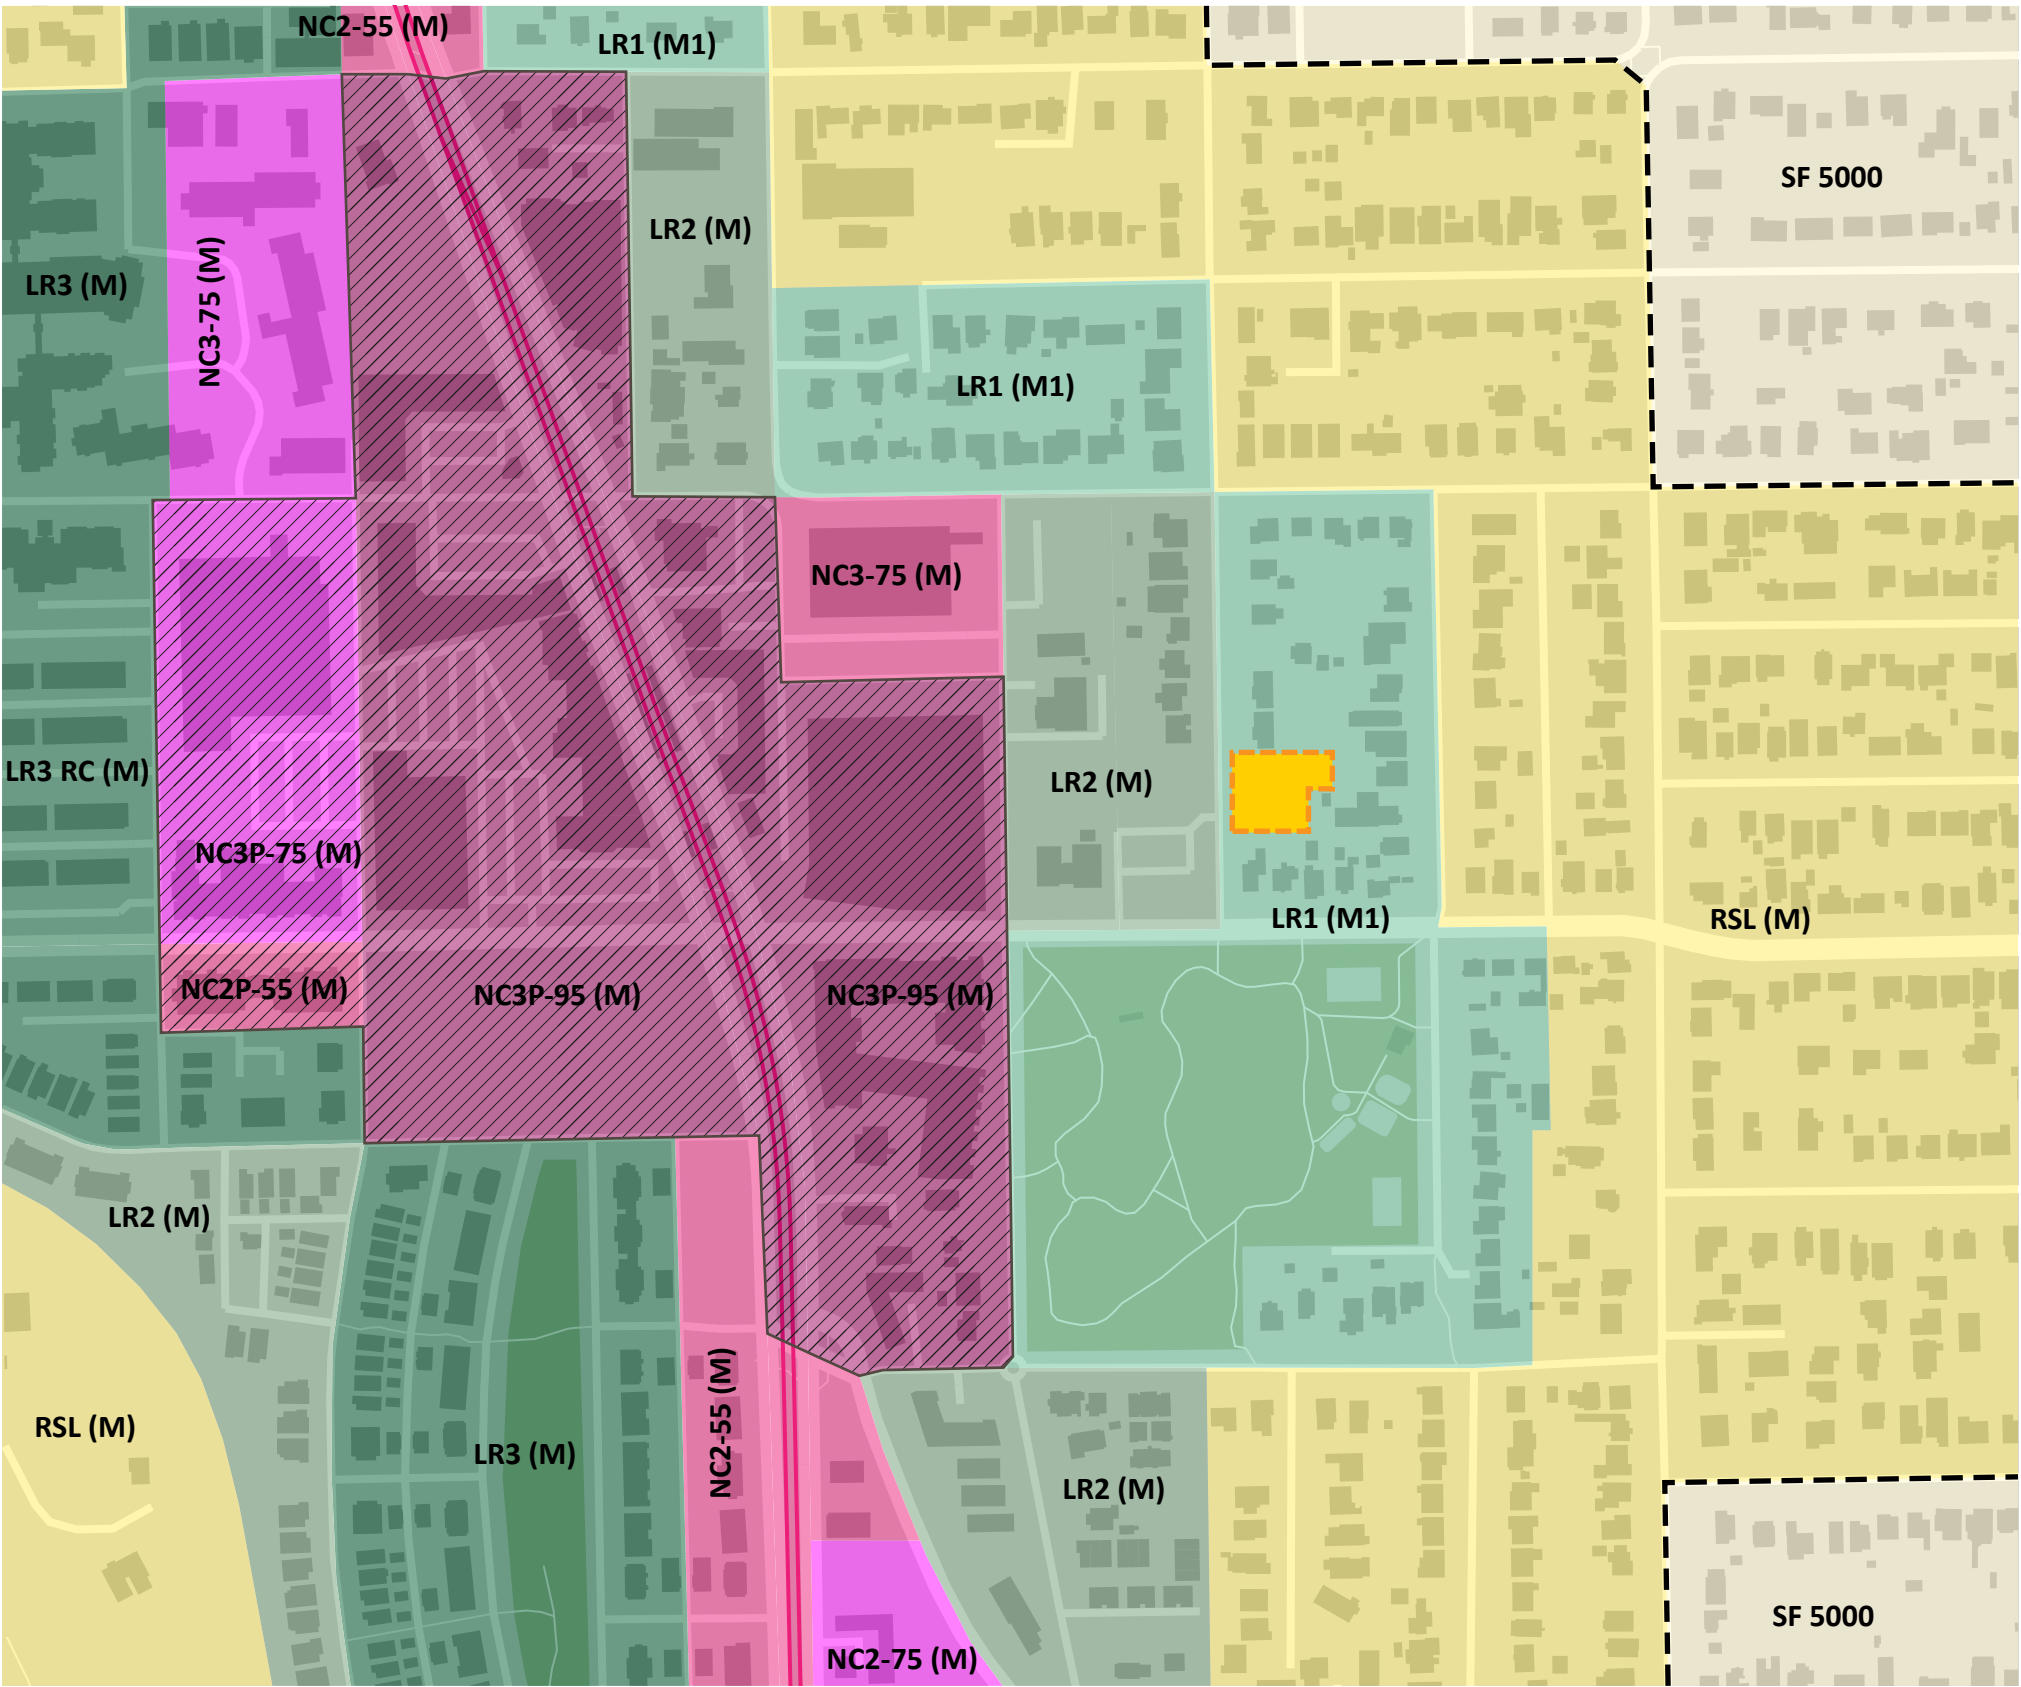 NC2-55 (M)
LR1 (M1)
SF 5000
LR2 (M)
LR3 (M)
NC3-75 (M)
LR1 (M1)
NC3-75 (M)
LR3 RC (M)
LR2 (M)
NC3P-75 (M)
LR1 (M1)
RSL (M)
NC2P-55 (M)
NC3P-95 (M)
NC3P-95 (M)
LR2 (M)
RSL (M)
NC2-55 (M)
LR3 (M)
LR2 (M)
SF 5000
NC2-75 (M)